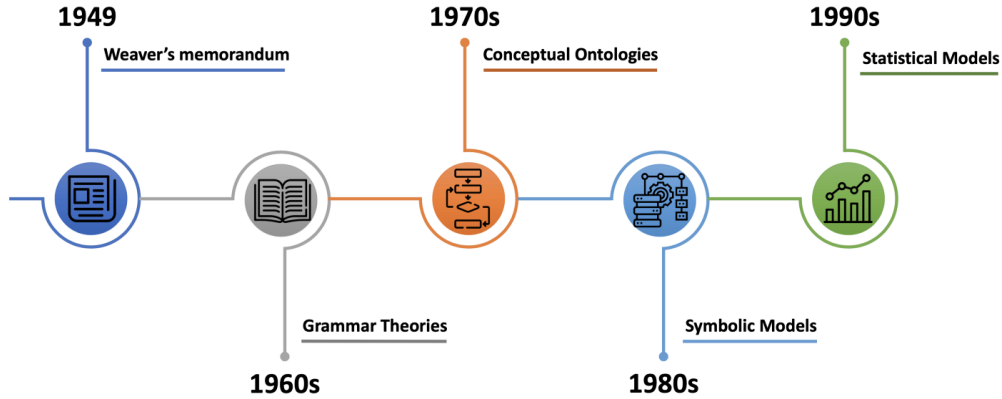 1949
Weaver's memorandum
1970s
Conceptual Ontologies
1990s
Statistical Models
Grammar Theories
1960s
Symbolic Models
1980s